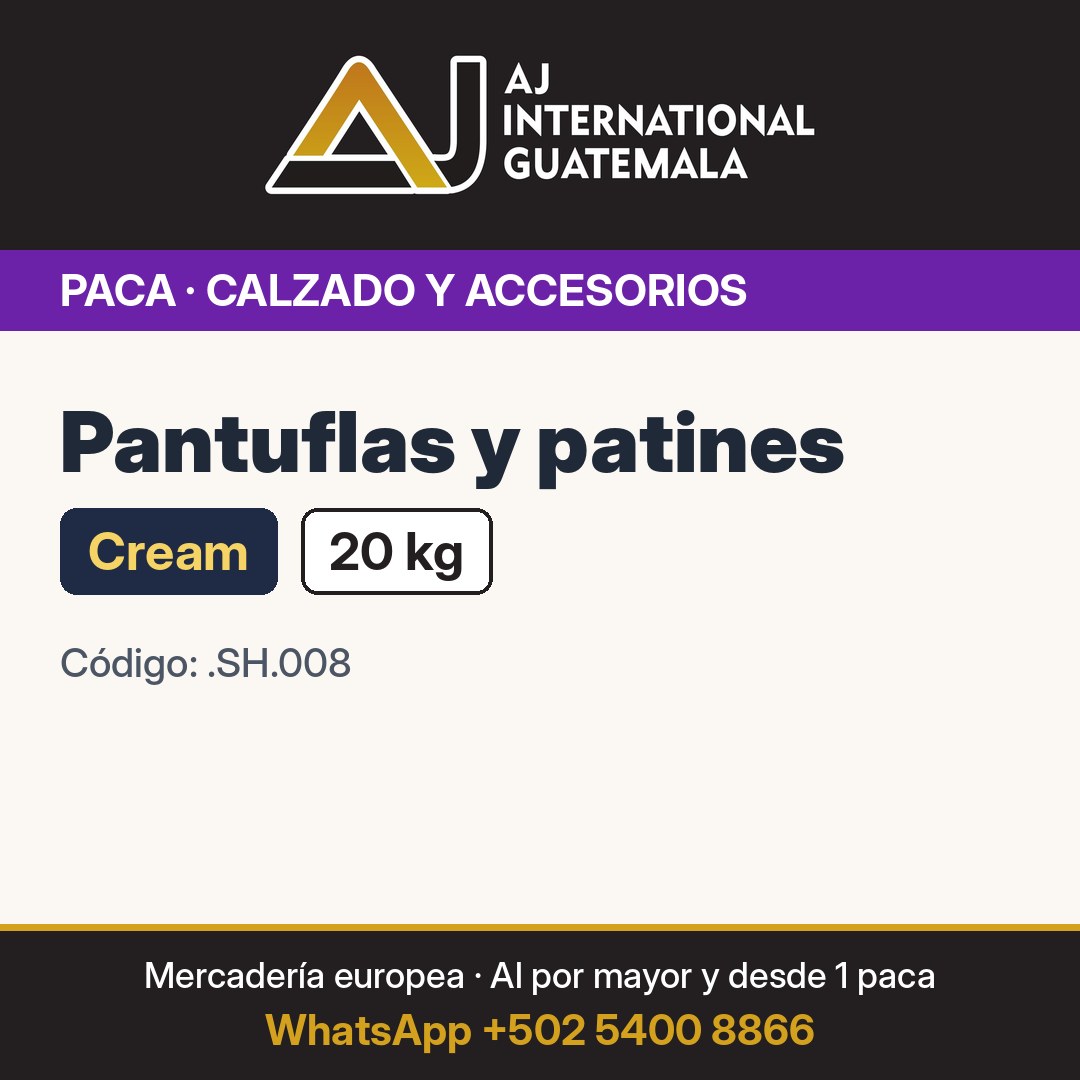 AJ
AJ
INTERNATIONAL
GUATEMALA
PACA · CALZADO Y ACCESORIOS
Pantuflas y patines
Cream
20 kg
Código: .SH.008
Mercadería europea · Al por mayor y desde 1 paca
WhatsApp +502 5400 8866